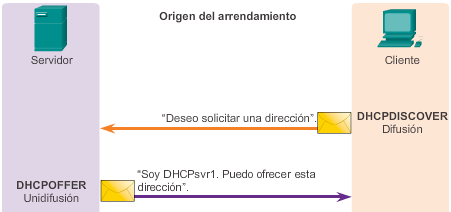 Origen del arrendamiento
Servidor
Cliente
“Deseo solicitar una dirección”.
DHCPDISCOVER
Difusión
DHCPOFFER
Unidifusión
“Soy DHCPsvr1. Puedo ofrecer esta
dirección”.